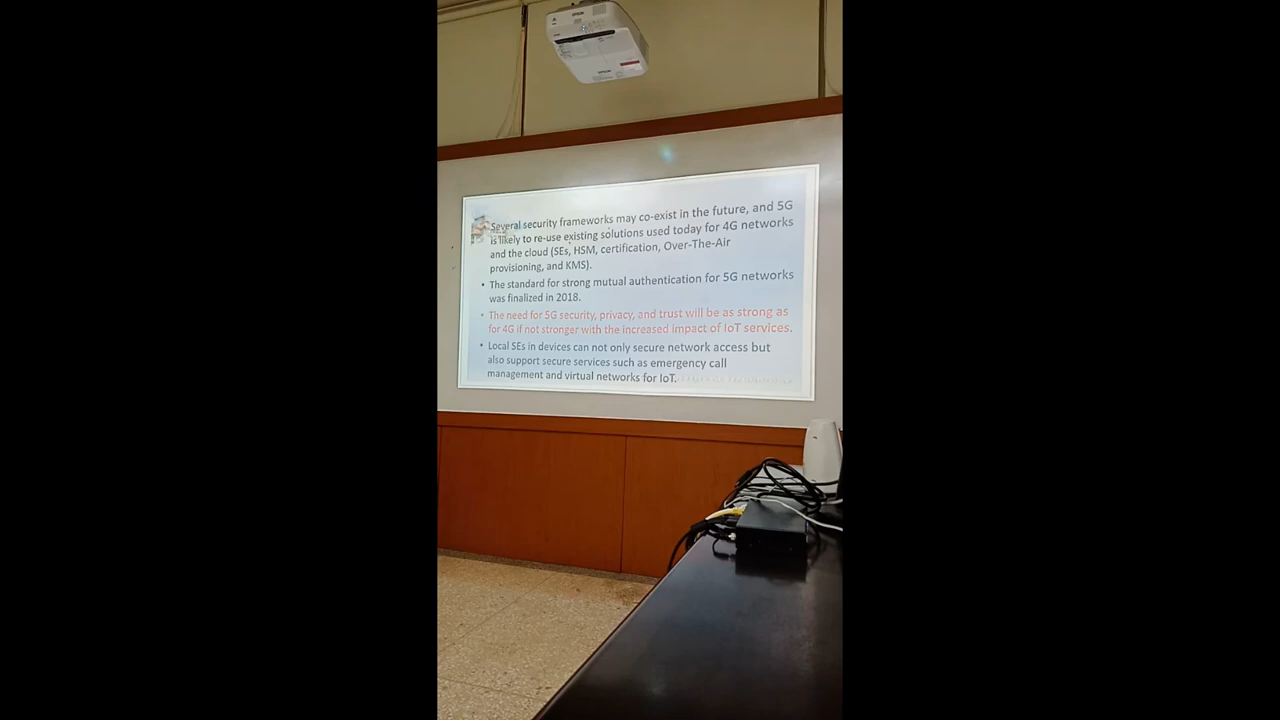 EPSON
Several security frameworks may co-exist in the future, and 5G
is likely to re-use existing solutions used today for 4G networks
and the cloud (SEs, HSM, certification, Over-The-Air
provisioning, and KMS).
• The standard for strong mutual authentication for 5G networks
was finalized in 2018.
• The need for 5G security, privacy, and trust will be as strong as
for 4G if not stronger with the increased impact of IoT services.
• Local SEs in devices can not only secure network access but
also support secure services such as emergency call
management and virtual networks for IoT.